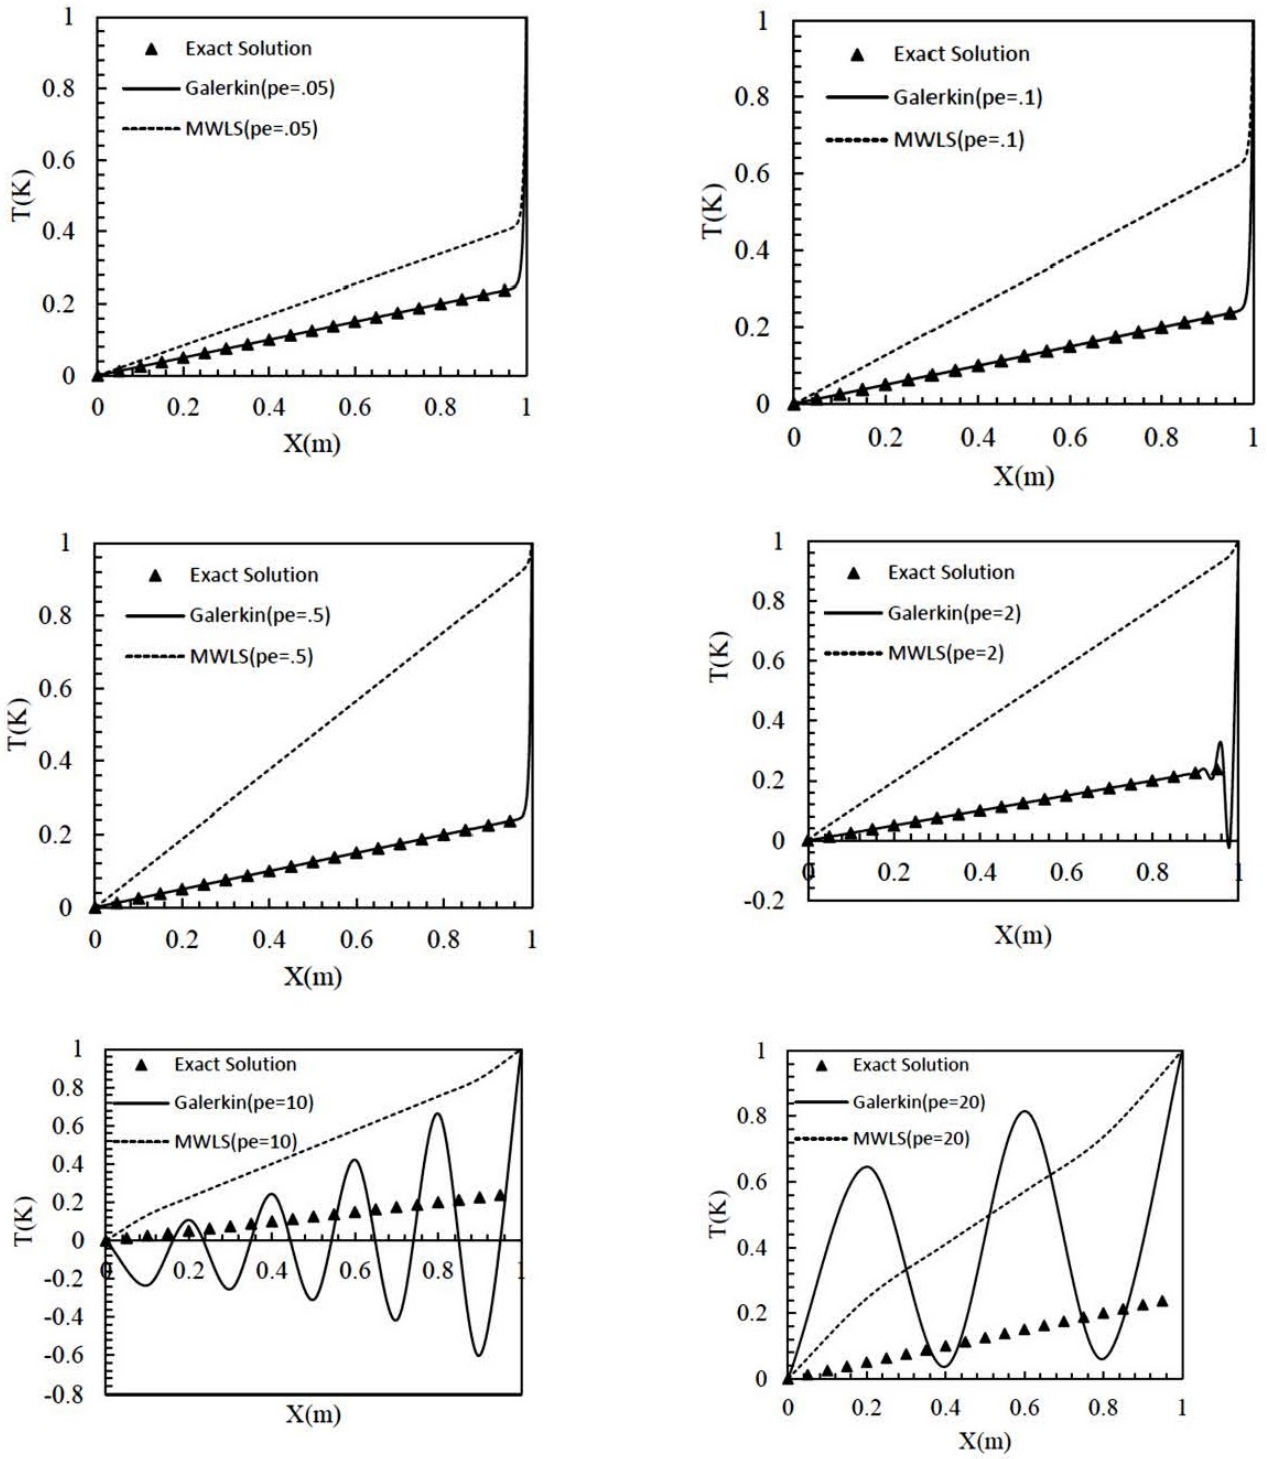 1
Exact Solution
Galerkin(pe=.05)
MWLS(pe=.05)
0.8
0.6
0.4
0.2
0
T(K)
0 0.2 0.4 0.6 0.8 1
X(m)
1
Exact Solution
Galerkin(pe=.1)
MWLS(pe=.1)
0.8
0.6
0.4
0.2
0
T(K)
0 0.2 0.4 0.6 0.8 1
X(m)
1
Exact Solution
Galerkin(pe=.5)
MWLS(pe=.5)
0.8
0.6
0.4
0.2
0
T(K)
0 0.2 0.4 0.6 0.8 1
X(m)
1
Exact Solution
Galerkin(pe=2)
MWLS(pe=2)
0.8
0.6
0.4
0.2
0
-0.2
T(K)
0 0.2 0.4 0.6 0.8 1
X(m)
1
Exact Solution
Galerkin(pe=10)
MWLS(pe=10)
0.8
0.6
0.4
0.2
0
-0.2
-0.4
-0.6
-0.8
T(K)
0 0.2 0.4 0.6 0.8 1
X(m)
1
Exact Solution
Galerkin(pe=20)
MWLS(pe=20)
0.8
0.6
0.4
0.2
0
T(K)
0 0.2 0.4 0.6 0.8 1
X(m)